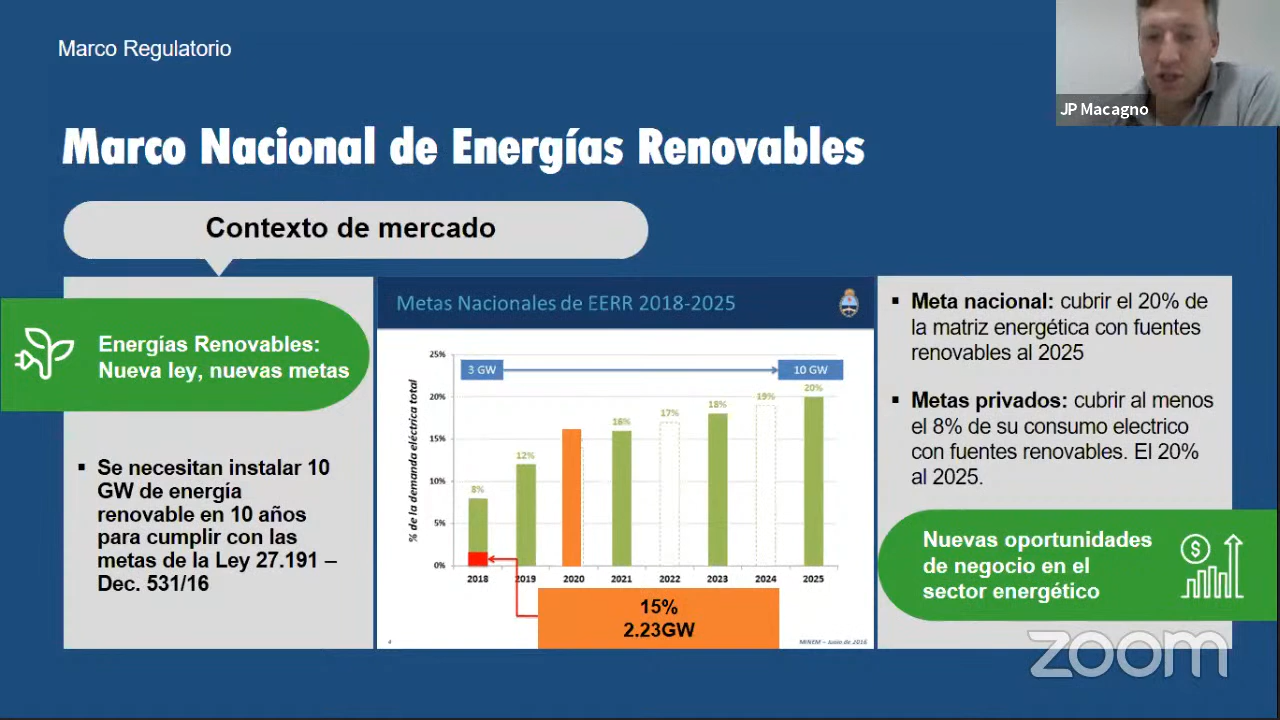 Marco Regulatorio
JP Macagno
Marco Nacional de Energías Renovables
Contexto de mercado
Energías Renovables:
Nueva ley, nuevas metas
▪ Se necesitan instalar 10
GW de energía
renovable en 10 años
para cumplir con las
metas de la Ley 27.191 –
Dec. 531/16
Metas Nacionales de EERR 2018-2025
% de la demanda eléctrica total
25%
20%
15%
10%
5%
0%
3 GW
10 GW
8%
12%
16%
17%
18%
19%
20%
2018 2019 2020 2021 2022 2023 2024 2025
15%
2.23GW
4
MINEM – Junio de 2016
▪ Meta nacional: cubrir el 20% de
la matriz energética con fuentes
renovables al 2025
▪ Metas privados: cubrir al menos
el 8% de su consumo electrico
con fuentes renovables. El 20%
al 2025.
Nuevas oportunidades
de negocio en el
sector energético
$
zoom